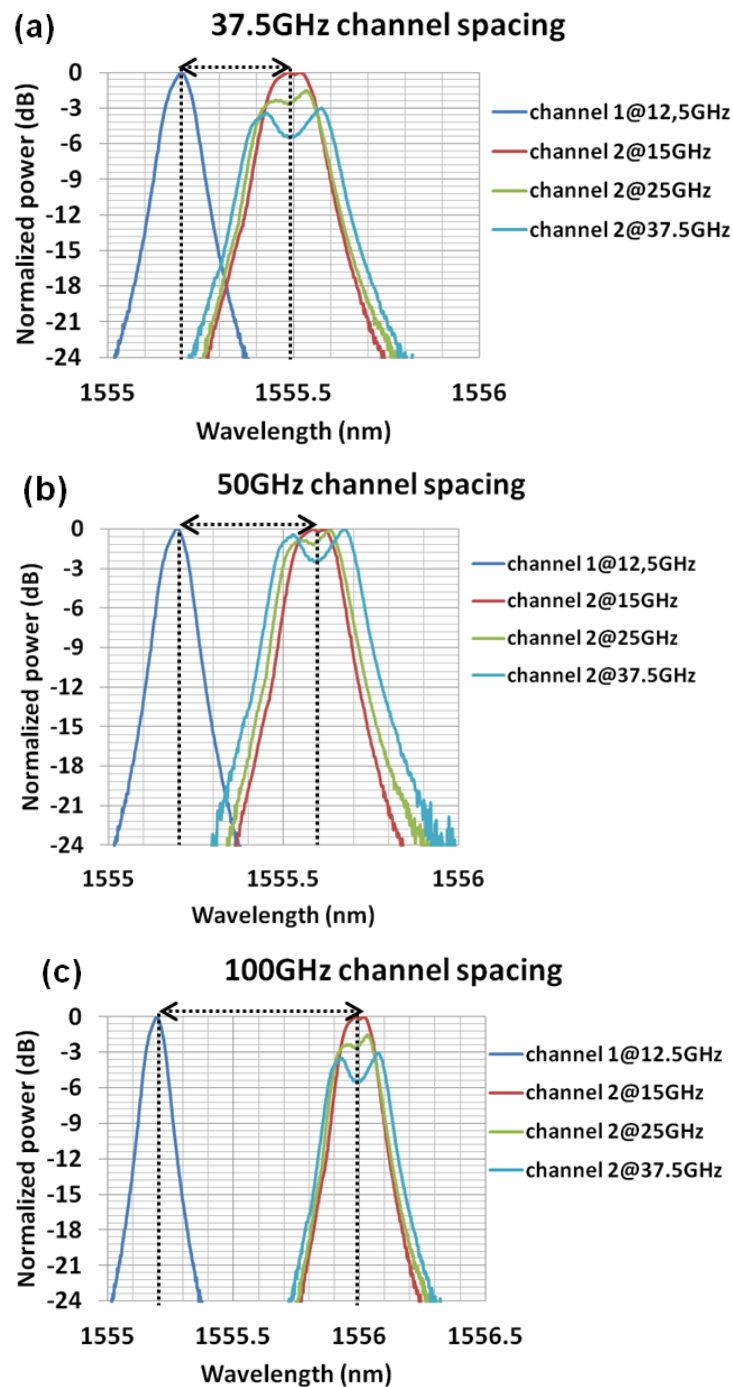 (a)
37.5GHz channel spacing
Normalized power (dB)
0
-3
-6
-9
-12
-15
-18
-21
-24
1555
1555.5
1556
Wavelength (nm)
channel 1@12,5GHz
channel 2@15GHz
channel 2@25GHz
channel 2@37.5GHz
(b)
50GHz channel spacing
Normalized power (dB)
0
-3
-6
-9
-12
-15
-18
-21
-24
1555
1555.5
1556
Wavelength (nm)
channel 1@12,5GHz
channel 2@15GHz
channel 2@25GHz
channel 2@37.5GHz
(c)
100GHz channel spacing
Normalized power (dB)
0
-3
-6
-9
-12
-15
-18
-21
-24
1555
1555.5
1556
1556.5
Wavelength (nm)
channel 1@12.5GHz
channel 2@15GHz
channel 2@25GHz
channel 2@37.5GHz